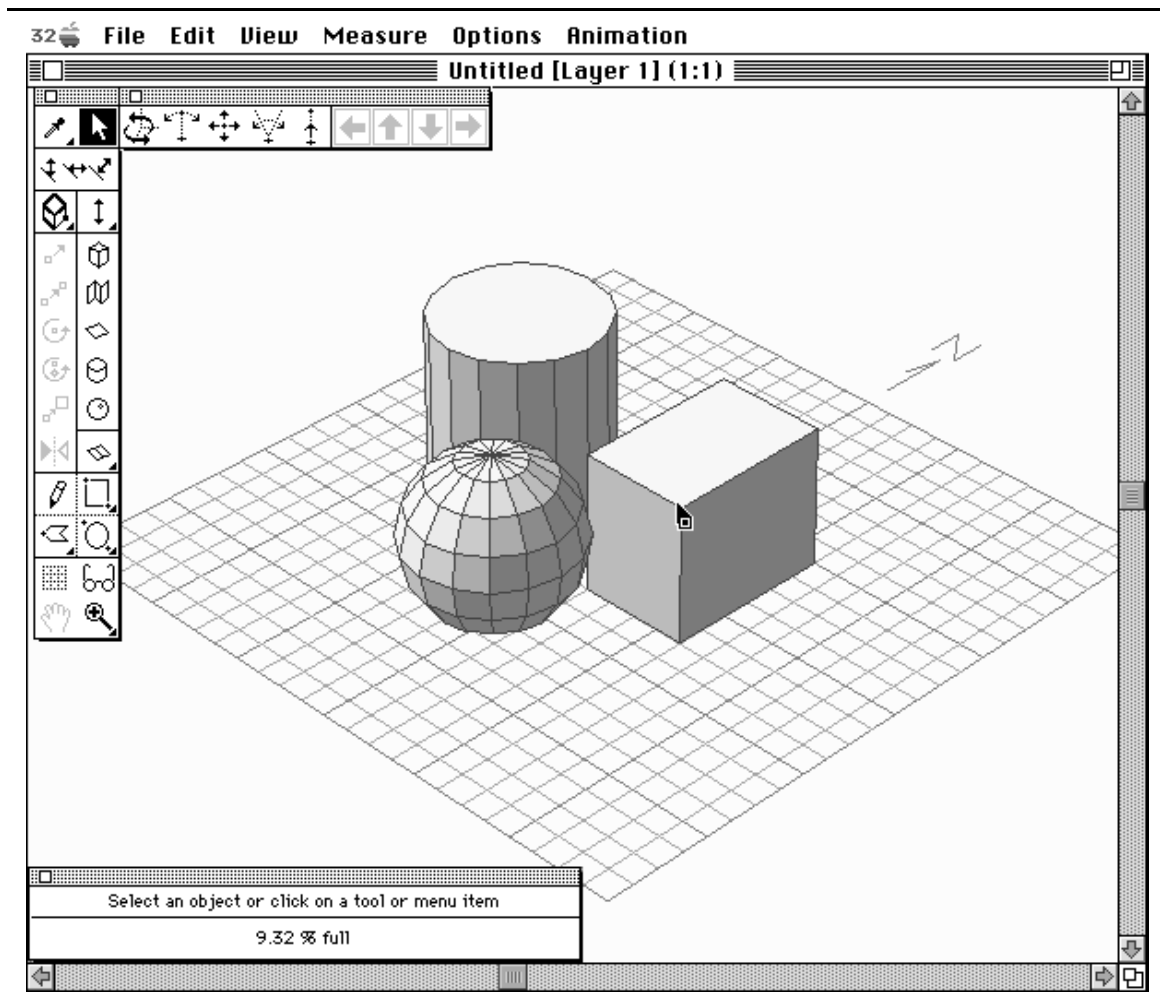 32 File Edit View Measure Options Animation
Untitled [Layer 1] (1:1)
N
Select an object or click on a tool or menu item
9.32 % full